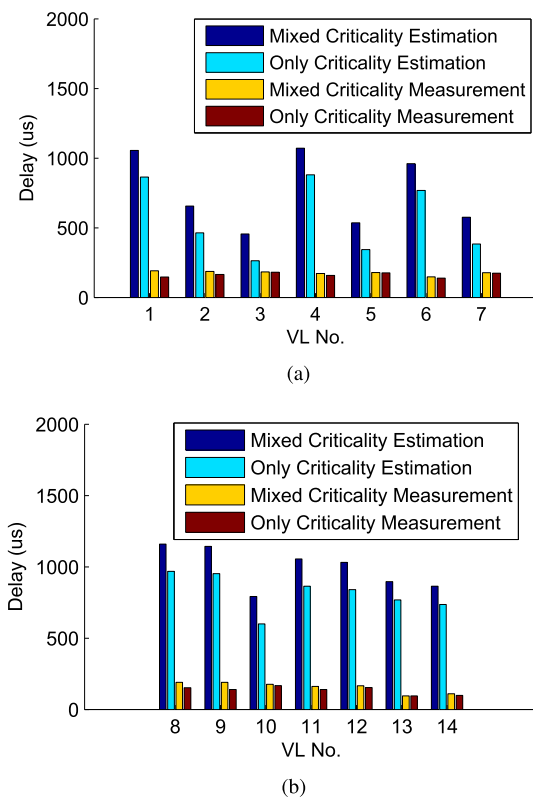 2000
1500
1000
500
0
Delay (us)
Mixed Criticality Estimation
Only Criticality Estimation
Mixed Criticality Measurement
Only Criticality Measurement
1 2 3 4 5 6 7
VL No.
(a)
2000
1500
1000
500
0
Delay (us)
Mixed Criticality Estimation
Only Criticality Estimation
Mixed Criticality Measurement
Only Criticality Measurement
8 9 10 11 12 13 14
VL No.
(b)